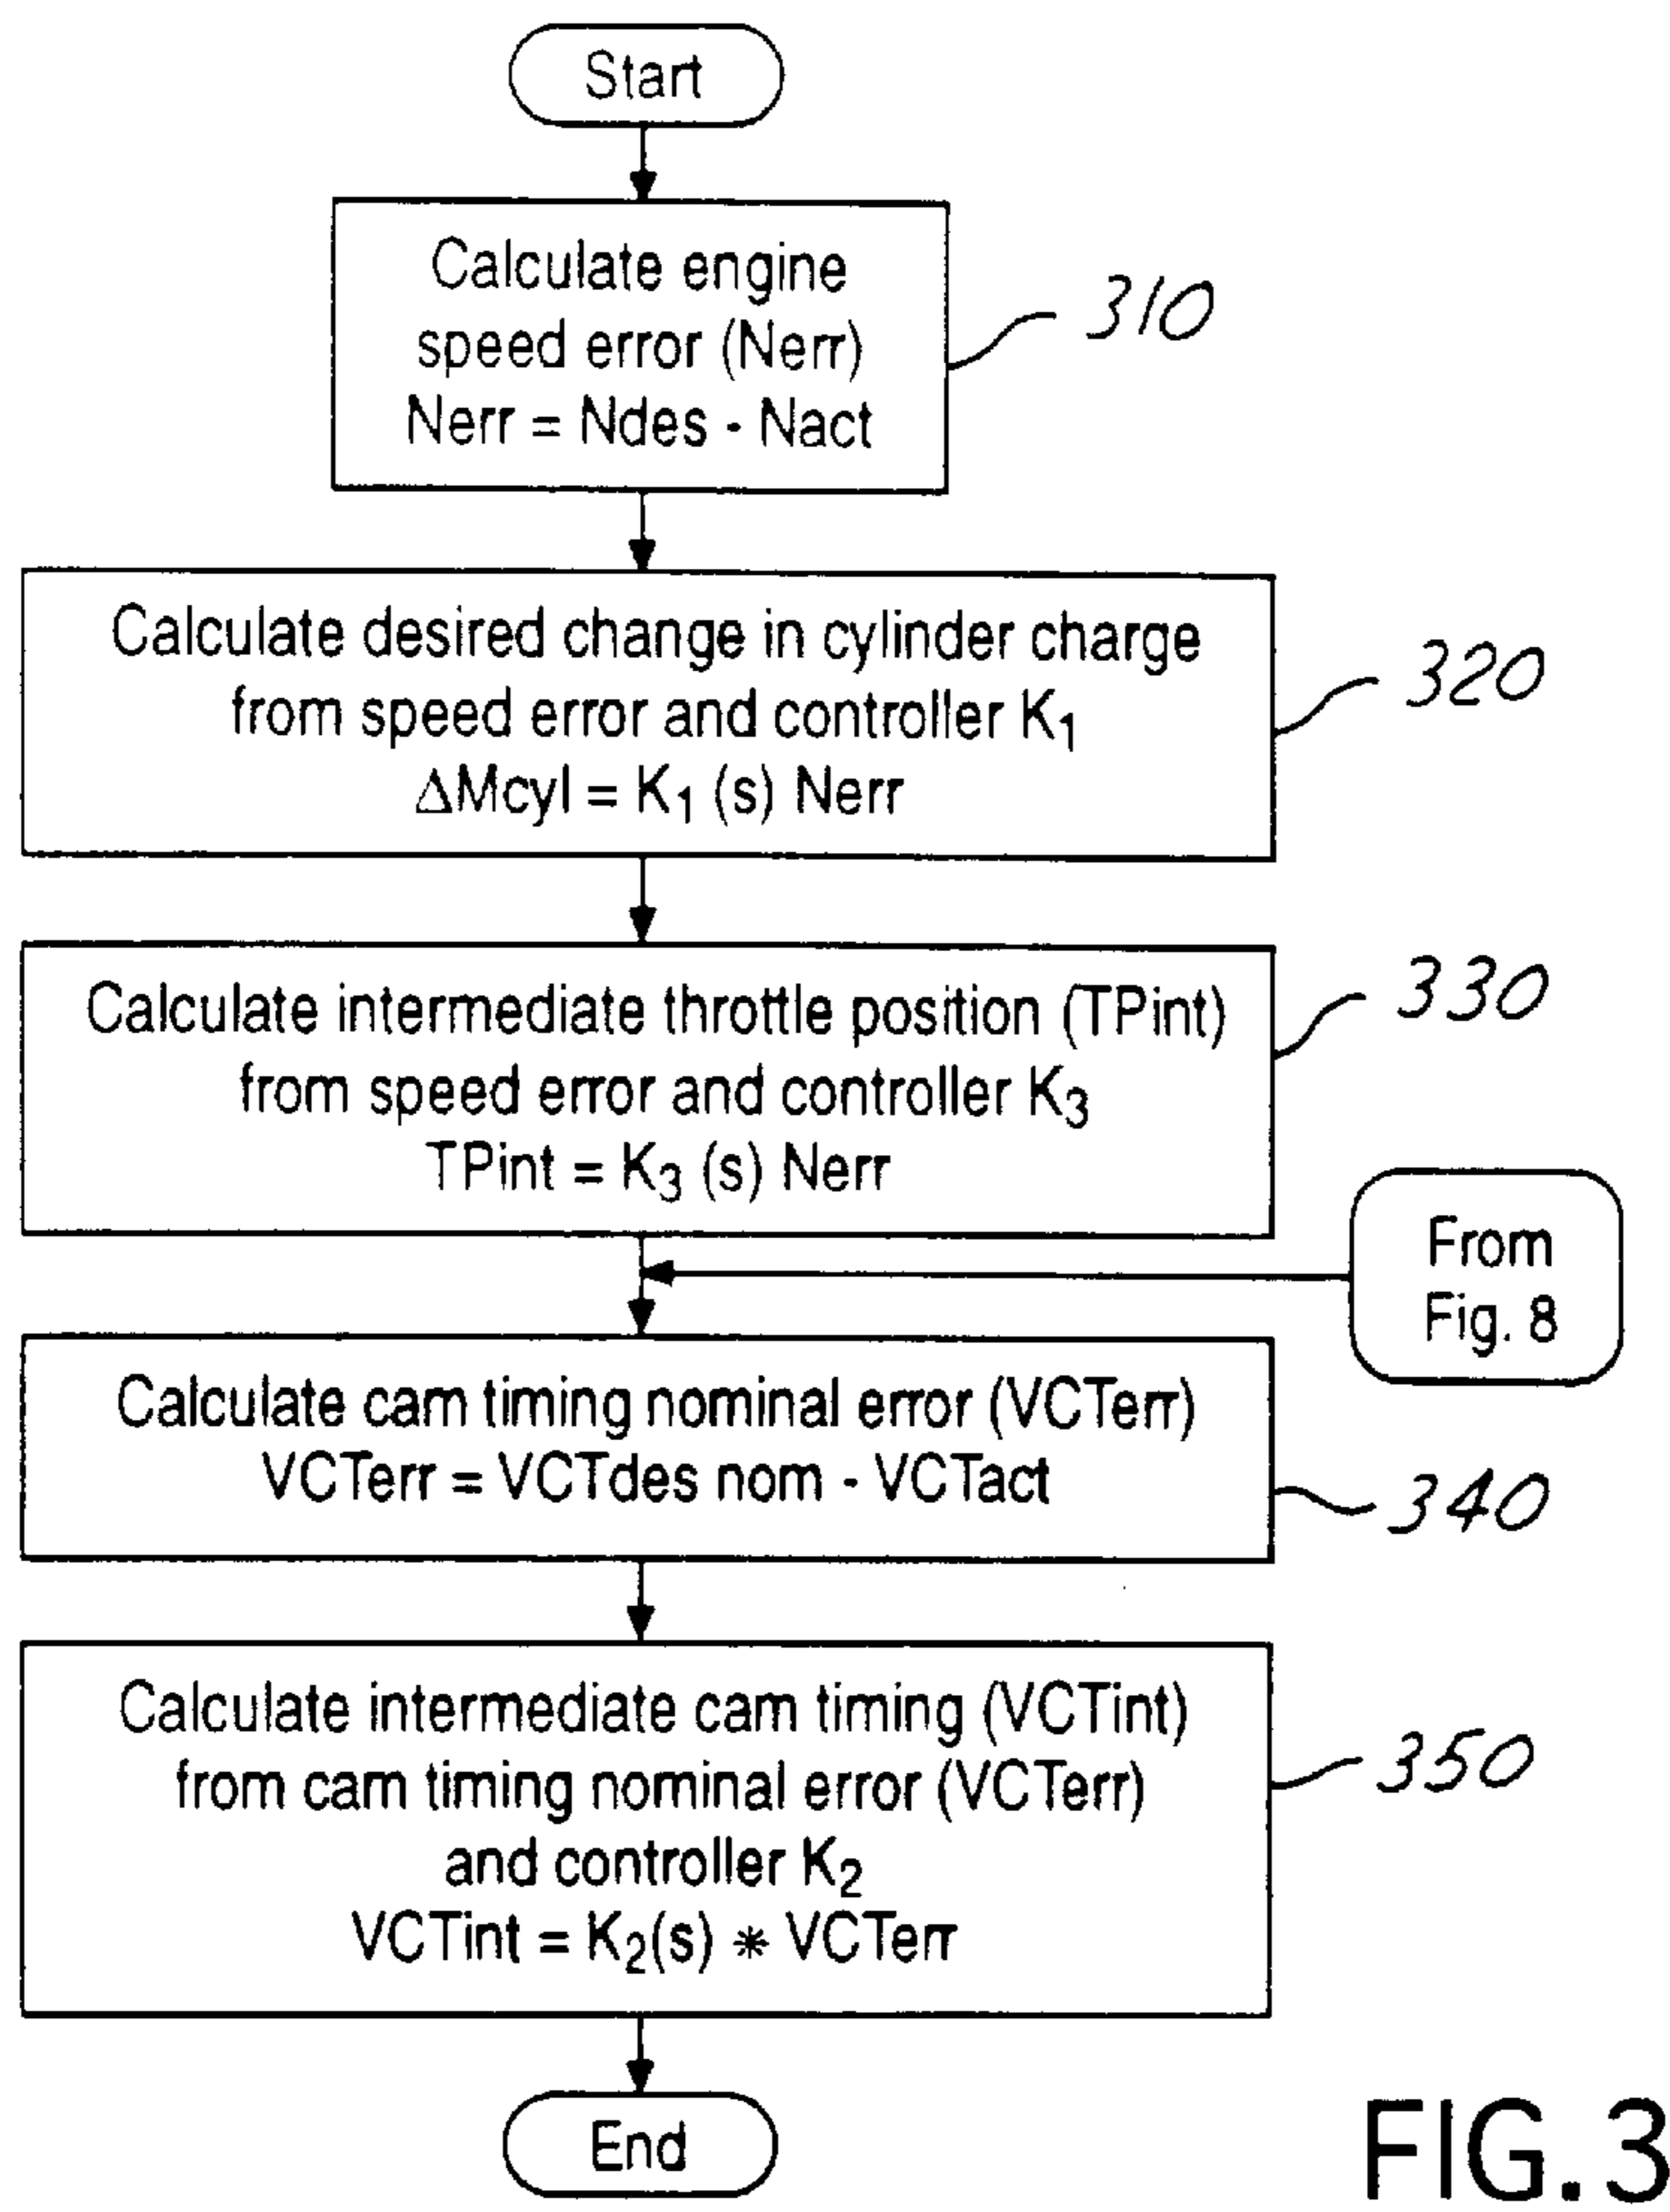 Start
Calculate engine
speed error (Nerr)
Nerr = Ndes - Nact
310
Calculate desired change in cylinder charge
from speed error and controller K₁
ΔMcyl = K₁ (s) Nerr
320
Calculate intermediate throttle position (TPint)
from speed error and controller K₃
TPint = K₃ (s) Nerr
330
From
Fig. 8
Calculate cam timing nominal error (VCTerr)
VCTerr = VCTdes nom - VCTact
340
Calculate intermediate cam timing (VCTint)
from cam timing nominal error (VCTerr)
and controller K₂
VCTint = K₂(s) * VCTerr
350
End
FIG.3